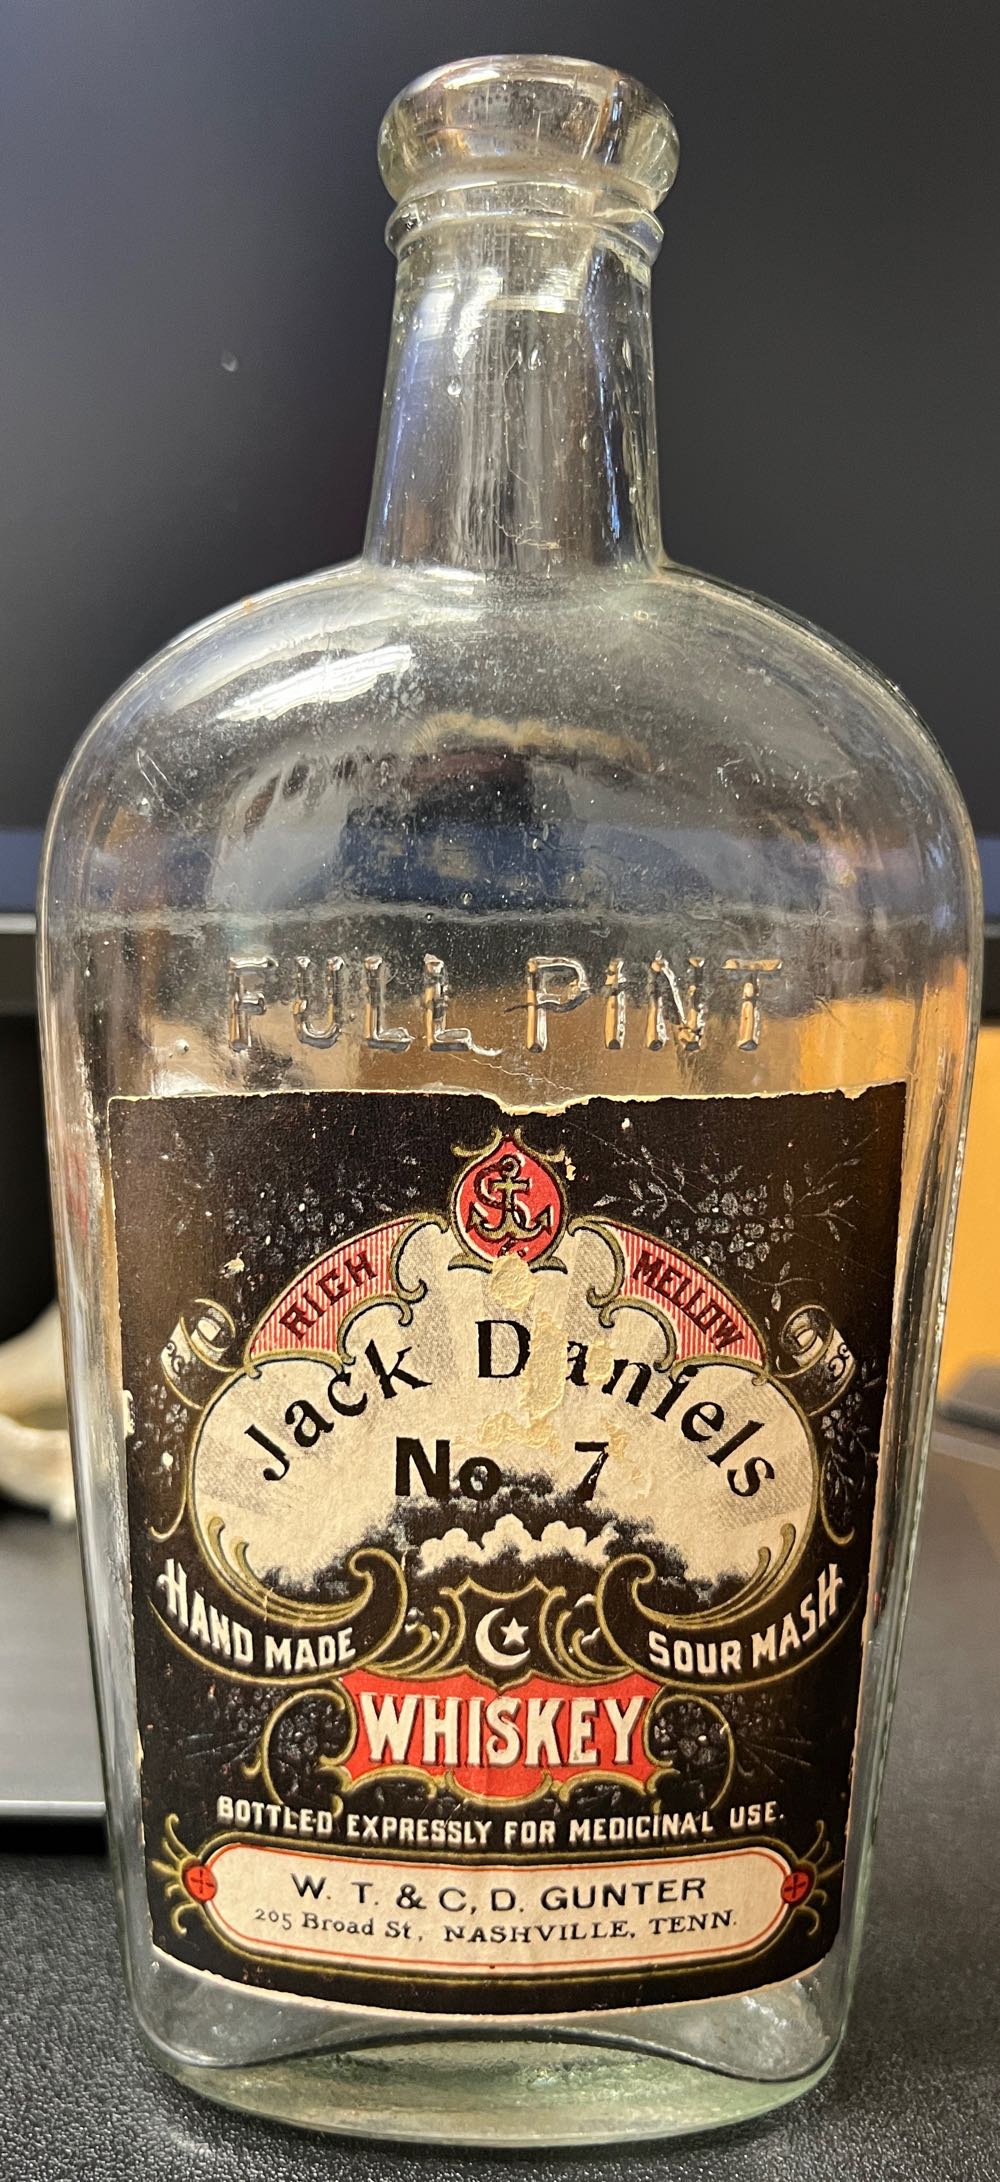 FULL PINT
RICH MELLOW
Jack Daniels
No 7
HAND MADE SOUR MASH
WHISKEY
BOTTLED EXPRESSLY FOR MEDICINAL USE.
W. T. & C, D. GUNTER
205 Broad St, NASHVILLE, TENN.